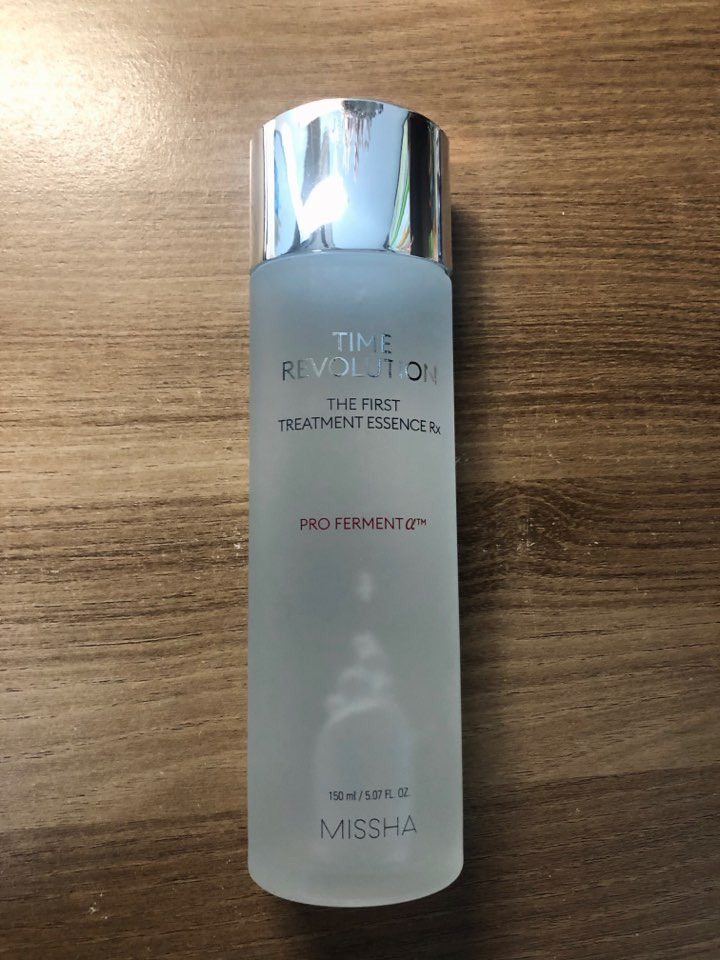 TIME
REVOLUTION
THE FIRST
TREATMENT ESSENCE Rx
PRO FERMENT α™
150 ml / 5.07 FL. OZ.
MISSHA